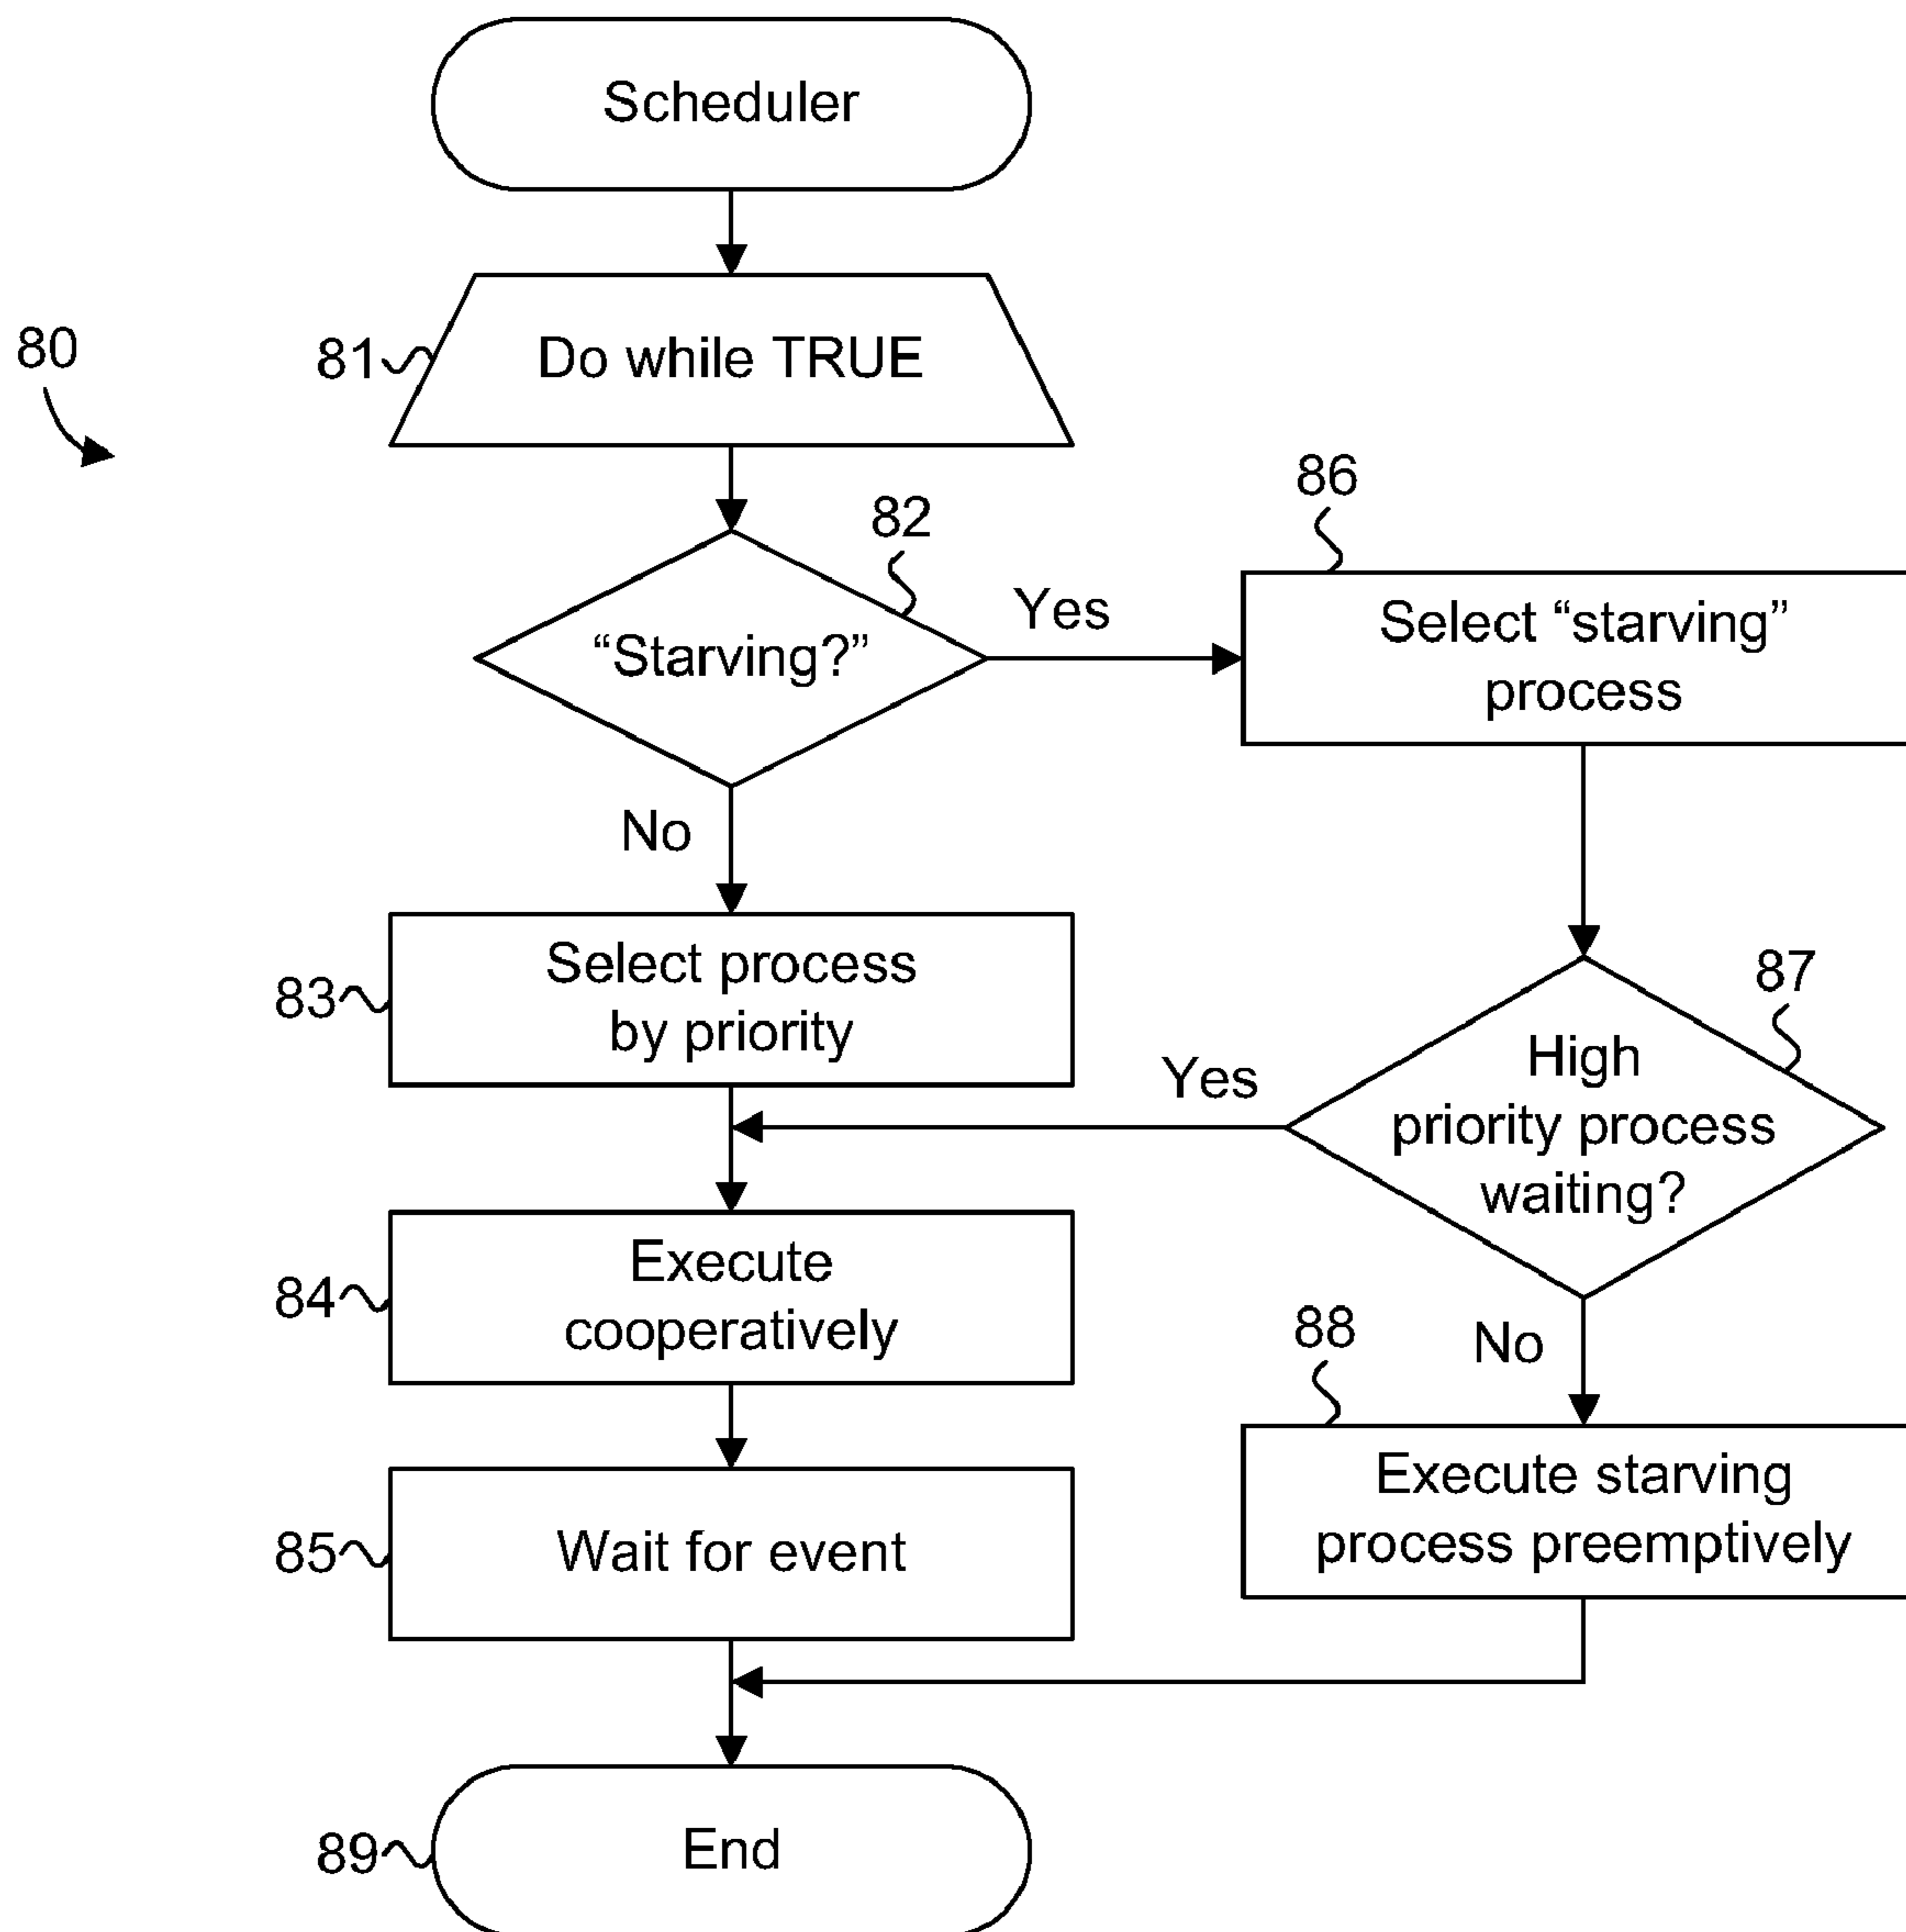 Scheduler
80
81
Do while TRUE
82
“Starving?”
Yes
86
Select “starving”
process
No
83
Select process
by priority
87
High
priority process
waiting?
Yes
84
Execute
cooperatively
88
No
Execute starving
process preemptively
85
Wait for event
89
End